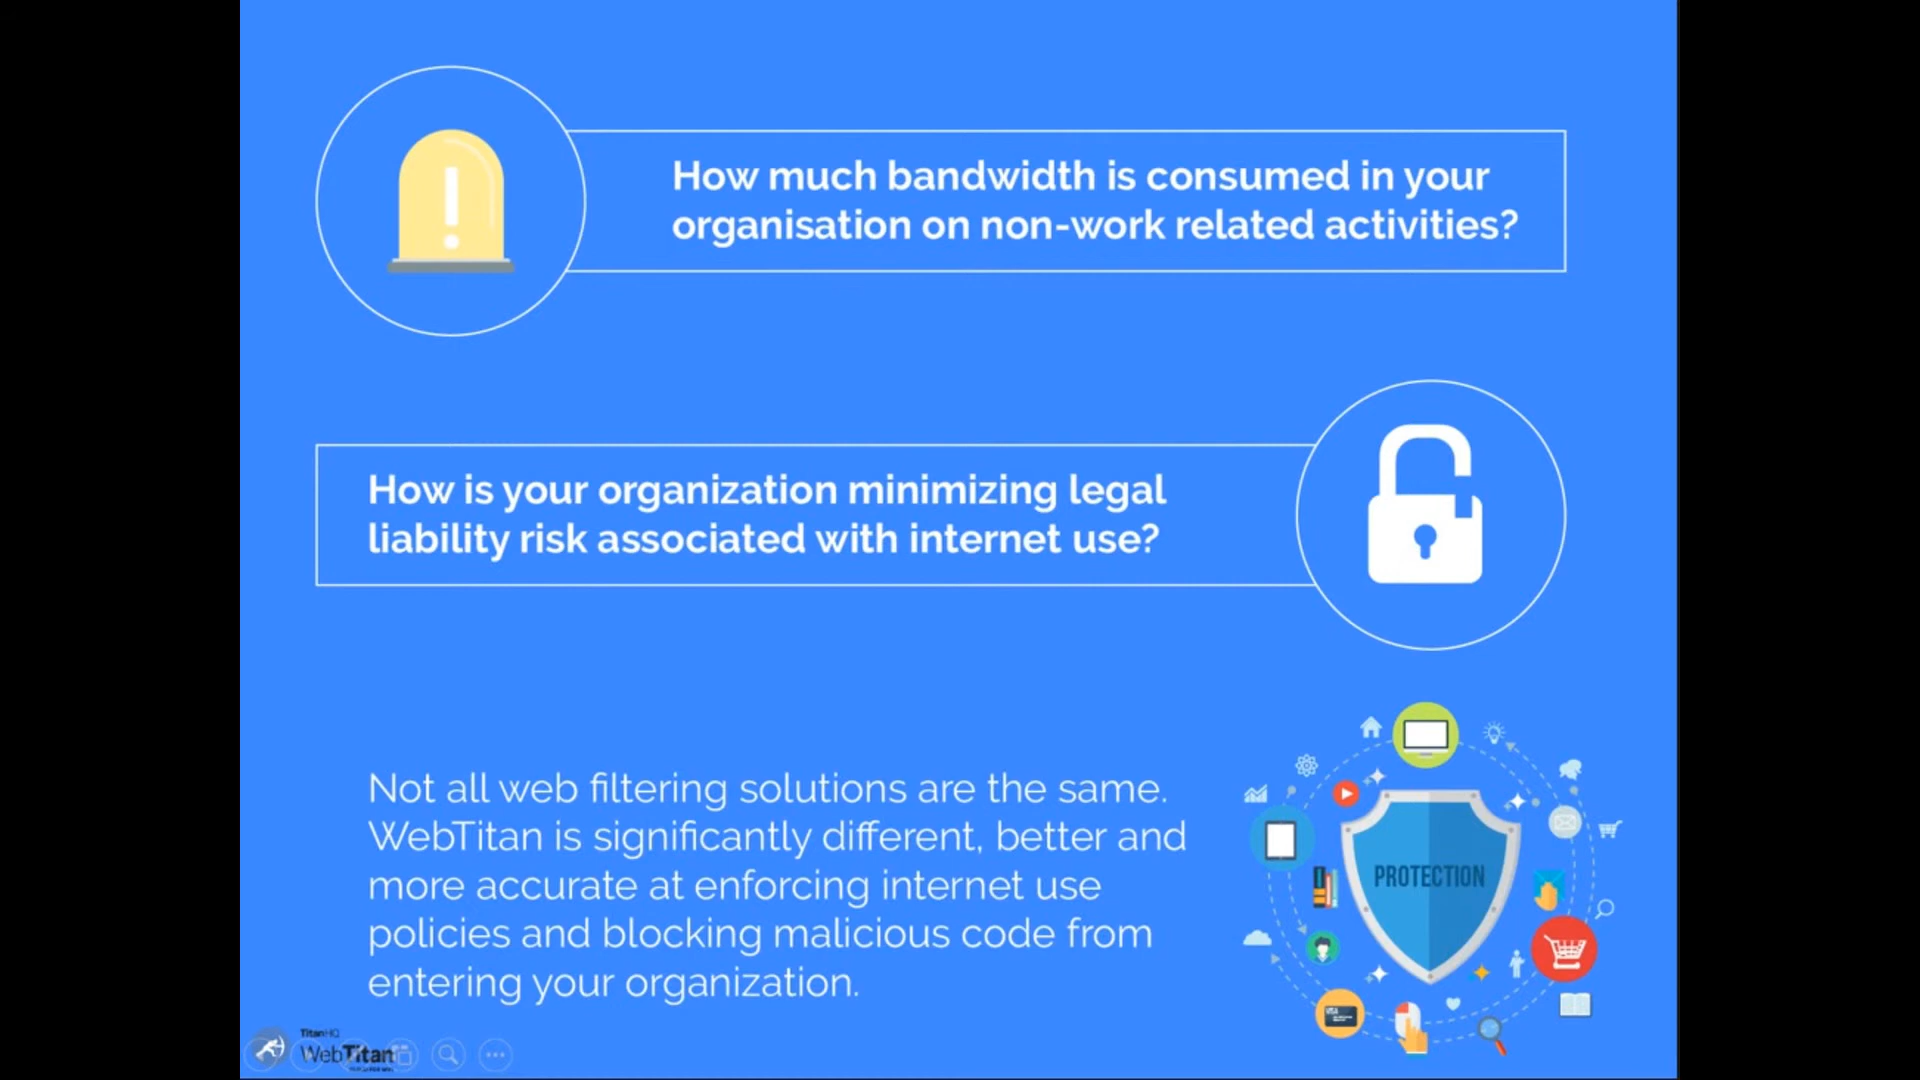 How much bandwidth is consumed in your
organisation on non-work related activities?
How is your organization minimizing legal
liability risk associated with internet use?
Not all web filtering solutions are the same.
WebTitan is significantly different, better and
more accurate at enforcing internet use
policies and blocking malicious code from
entering your organization.
PROTECTION
VISA
TitanHQ
WebTitan